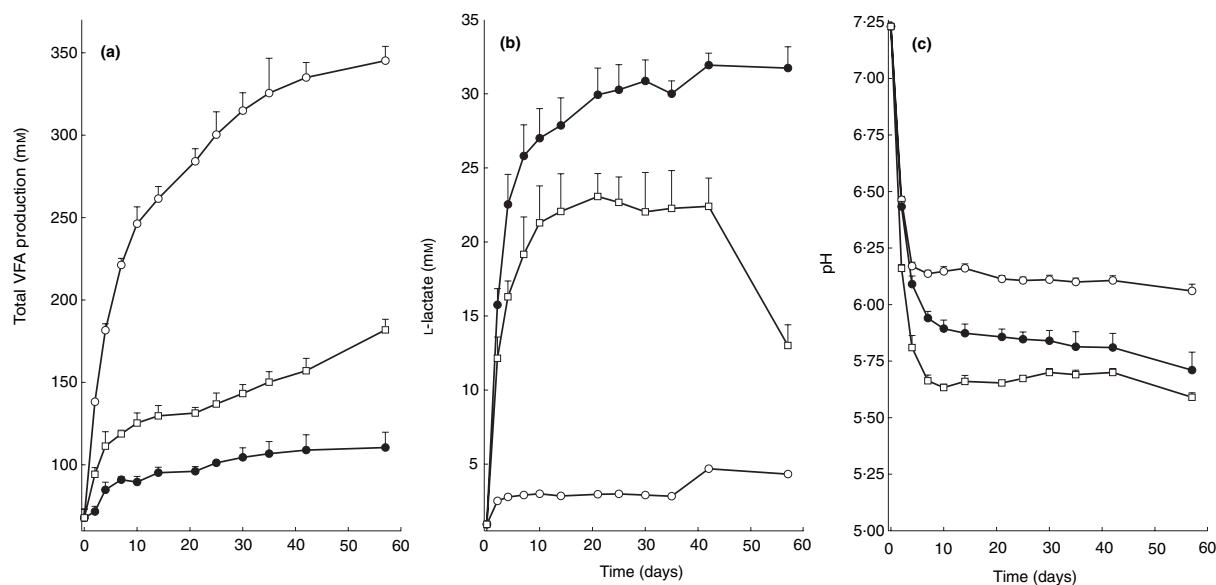 (a)
350
300
250
200
150
100
0 10 20 30 40 50 60
Total VFA production (mM)
(b)
35
30
25
20
15
10
5
0 10 20 30 40 50 60
L-lactate (mM)
Time (days)
(c)
7·25
7·00
6·75
6·50
6·25
6·00
5·75
5·50
5·25
5·00
0 10 20 30 40 50 60
pH
Time (days)